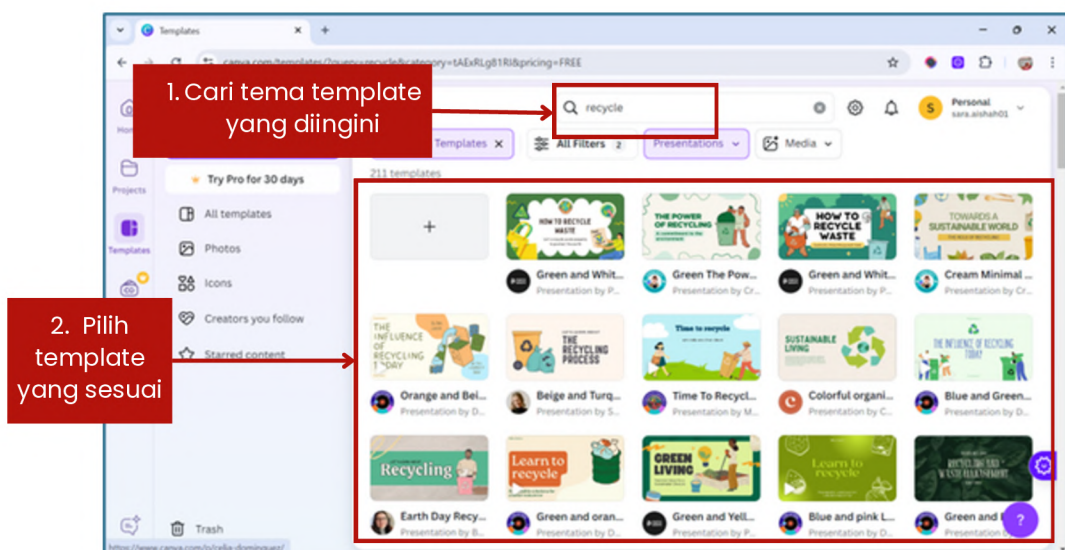 Templates
canva.com/templates/?query=recycle&category=tAExRLg81RI&pricing=FREE
1. Cari tema template
yang diingini
recycle
S
Personal
sara.aishah01
Templates
All Filters 2
Presentations
Media
211 templates
Projects
Templates
Try Pro for 30 days
All templates
Photos
Icons
Creators you follow
Starred content
Trash
2. Pilih
template
yang sesuai
HOW TO RECYCLE
WASTE
THE POWER
OF RECYCLING
HOW TO
RECYCLE
WASTE
TOWARDS A
SUSTAINABLE WORLD
Green and Whit...
Presentation by P...
Green The Pow...
Presentation by Cr...
Green and Whit...
Presentation by P...
Cream Minimal ...
Presentation by Cr...
THE
INFLUENCE
OF
RECYCLING
TODAY
THE
RECYCLING
PROCESS
Time to recycle
SUSTAINABLE
LIVING
THE INFLUENCE OF RECYCLING
TODAY
Orange and Bei...
Presentation by D...
Beige and Turq...
Presentation by S...
Time To Recycl...
Presentation by M...
Colorful organi...
Presentation by C...
Blue and Green...
Presentation by D...
Recycling
Learn to
recycle
GREEN
LIVING
Learn to
recycle
RECYCLING AND
WASTE MANAGEMENT
Earth Day Recy...
Presentation by B...
Green and oran...
Presentation by D...
Green and Yell...
Presentation by P...
Blue and pink L...
Presentation by D...
Green and
Presentation by D...
?